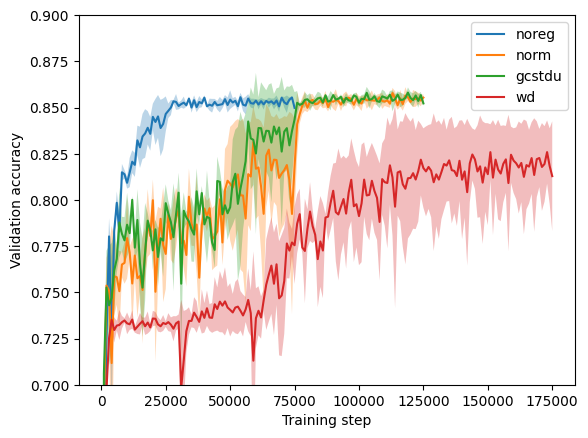 0.900
0.875
0.850
0.825
0.800
0.775
0.750
0.725
0.700
Validation accuracy
noreg
norm
gcstdu
wd
0 25000 50000 75000 100000 125000 150000 175000
Training step